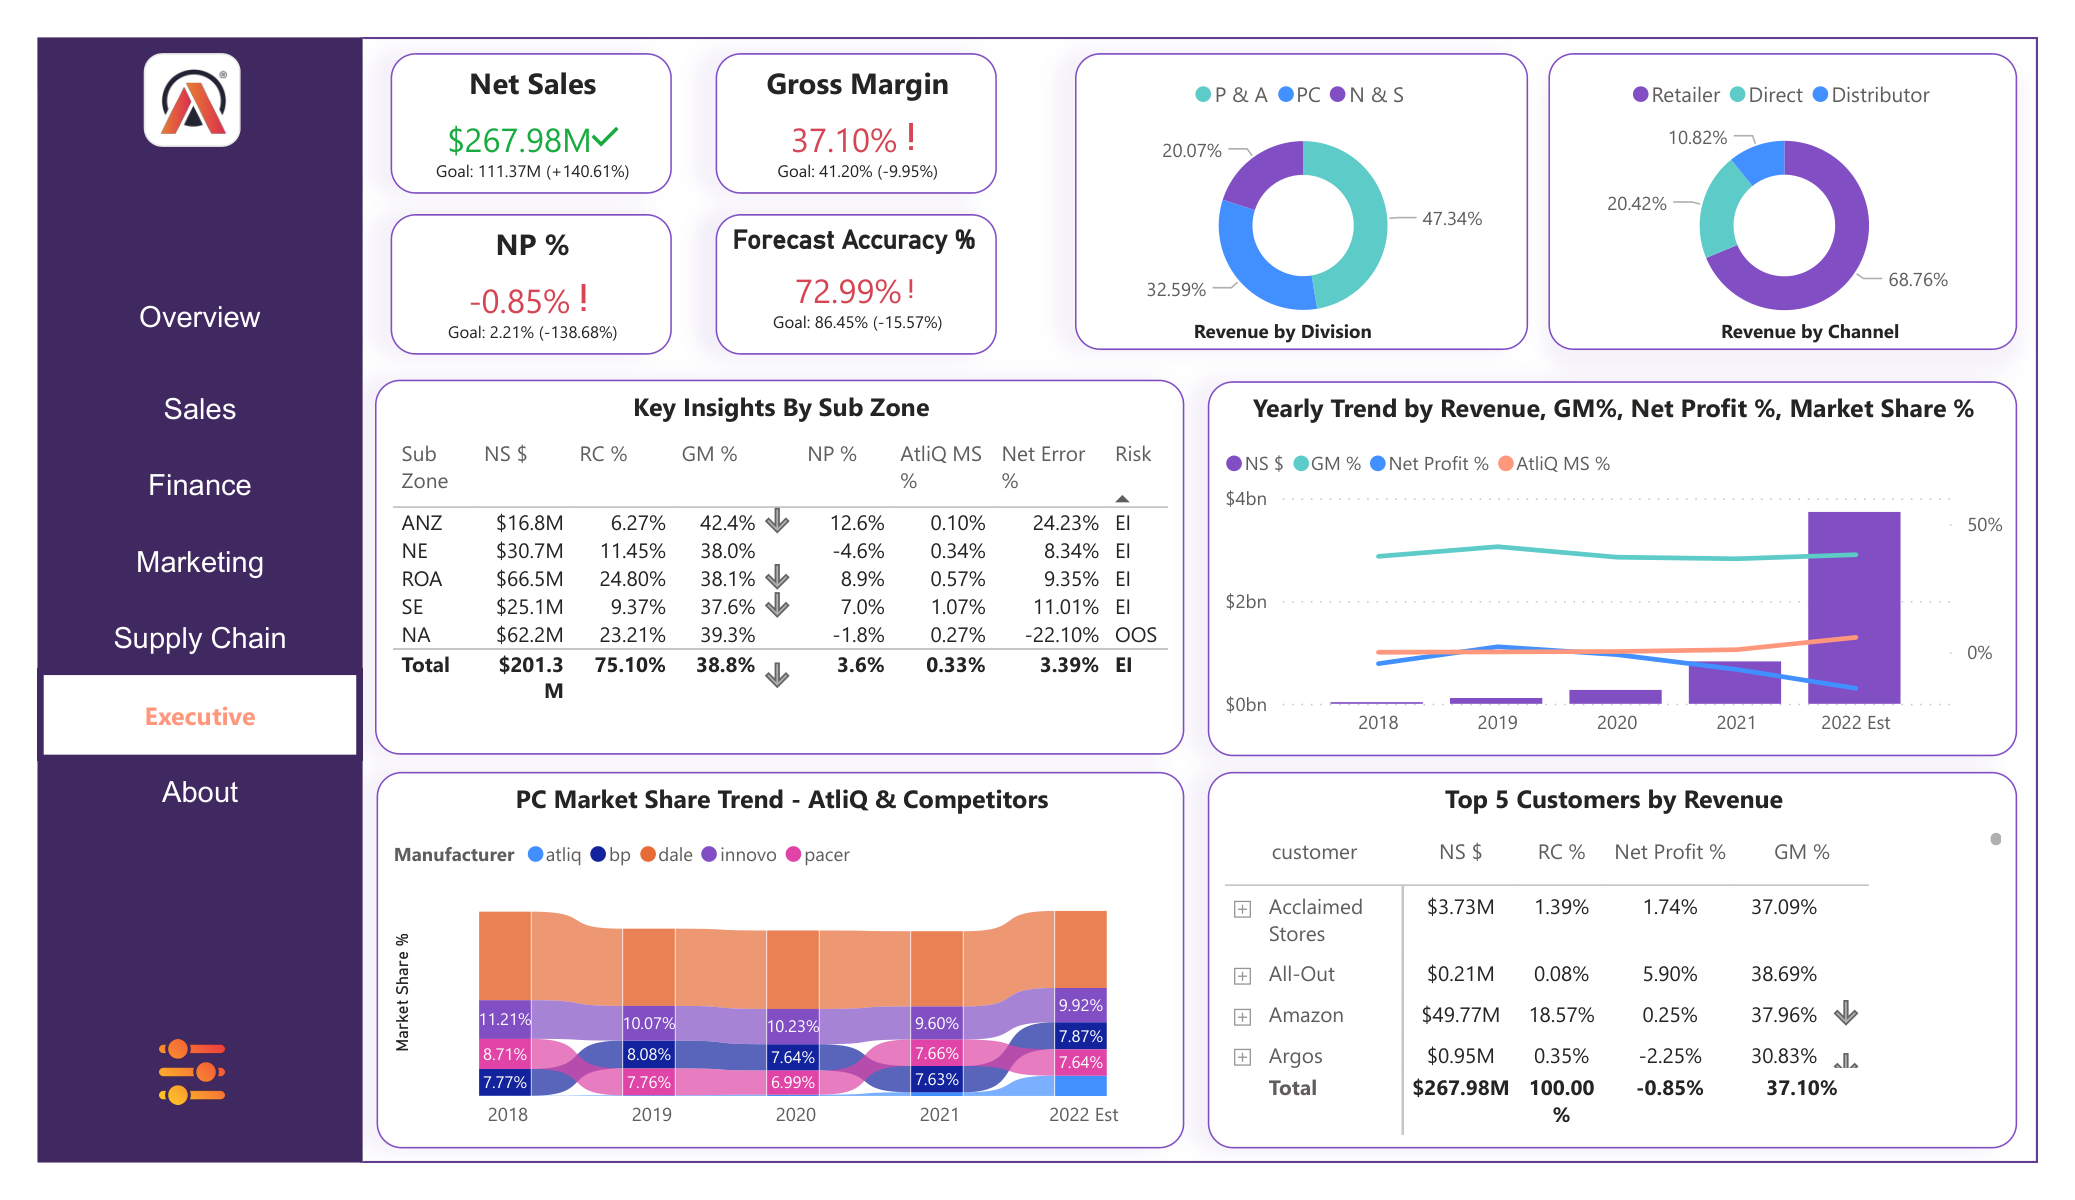 ®
Overview
Sales
Finance
Marketing
Supply Chain
Executive
About
Net Sales
$267.98M
Goal: 111.37M (+140.61%)
Gross Margin
37.10% !
Goal: 41.20% (-9.95%)
NP %
-0.85% !
Goal: 2.21% (-138.68%)
Forecast Accuracy %
72.99% !
Goal: 86.45% (-15.57%)
P & A PC N & S
20.07%
47.34%
32.59%
Revenue by Division
Retailer Direct Distributor
10.82%
20.42%
68.76%
Revenue by Channel
Key Insights By Sub Zone
Sub Zone NS $ RC % GM % NP % AtliQ MS % Net Error % Risk
ANZ $16.8M 6.27% 42.4% 12.6% 0.10% 24.23% EI
NE $30.7M 11.45% 38.0% -4.6% 0.34% 8.34% EI
ROA $66.5M 24.80% 38.1% 8.9% 0.57% 9.35% EI
SE $25.1M 9.37% 37.6% 7.0% 1.07% 11.01% EI
NA $62.2M 23.21% 39.3% -1.8% 0.27% -22.10% OOS
Total $201.3M 75.10% 38.8% 3.6% 0.33% 3.39% EI
Yearly Trend by Revenue, GM%, Net Profit %, Market Share %
NS $ GM % Net Profit % AtliQ MS %
$4bn
50%
$2bn
0%
$0bn
2018 2019 2020 2021 2022 Est
PC Market Share Trend - AtliQ & Competitors
Manufacturer atliq bp dale innovo pacer
Market Share %
11.21% 10.07% 10.23% 9.60% 9.92%
8.71% 8.08% 7.64% 7.66% 7.87%
7.77% 7.76% 6.99% 7.63% 7.64%
2018 2019 2020 2021 2022 Est
Top 5 Customers by Revenue
customer NS $ RC % Net Profit % GM %
Acclaimed Stores $3.73M 1.39% 1.74% 37.09%
All-Out $0.21M 0.08% 5.90% 38.69%
Amazon $49.77M 18.57% 0.25% 37.96%
Argos $0.95M 0.35% -2.25% 30.83%
Total $267.98M 100.00% -0.85% 37.10%